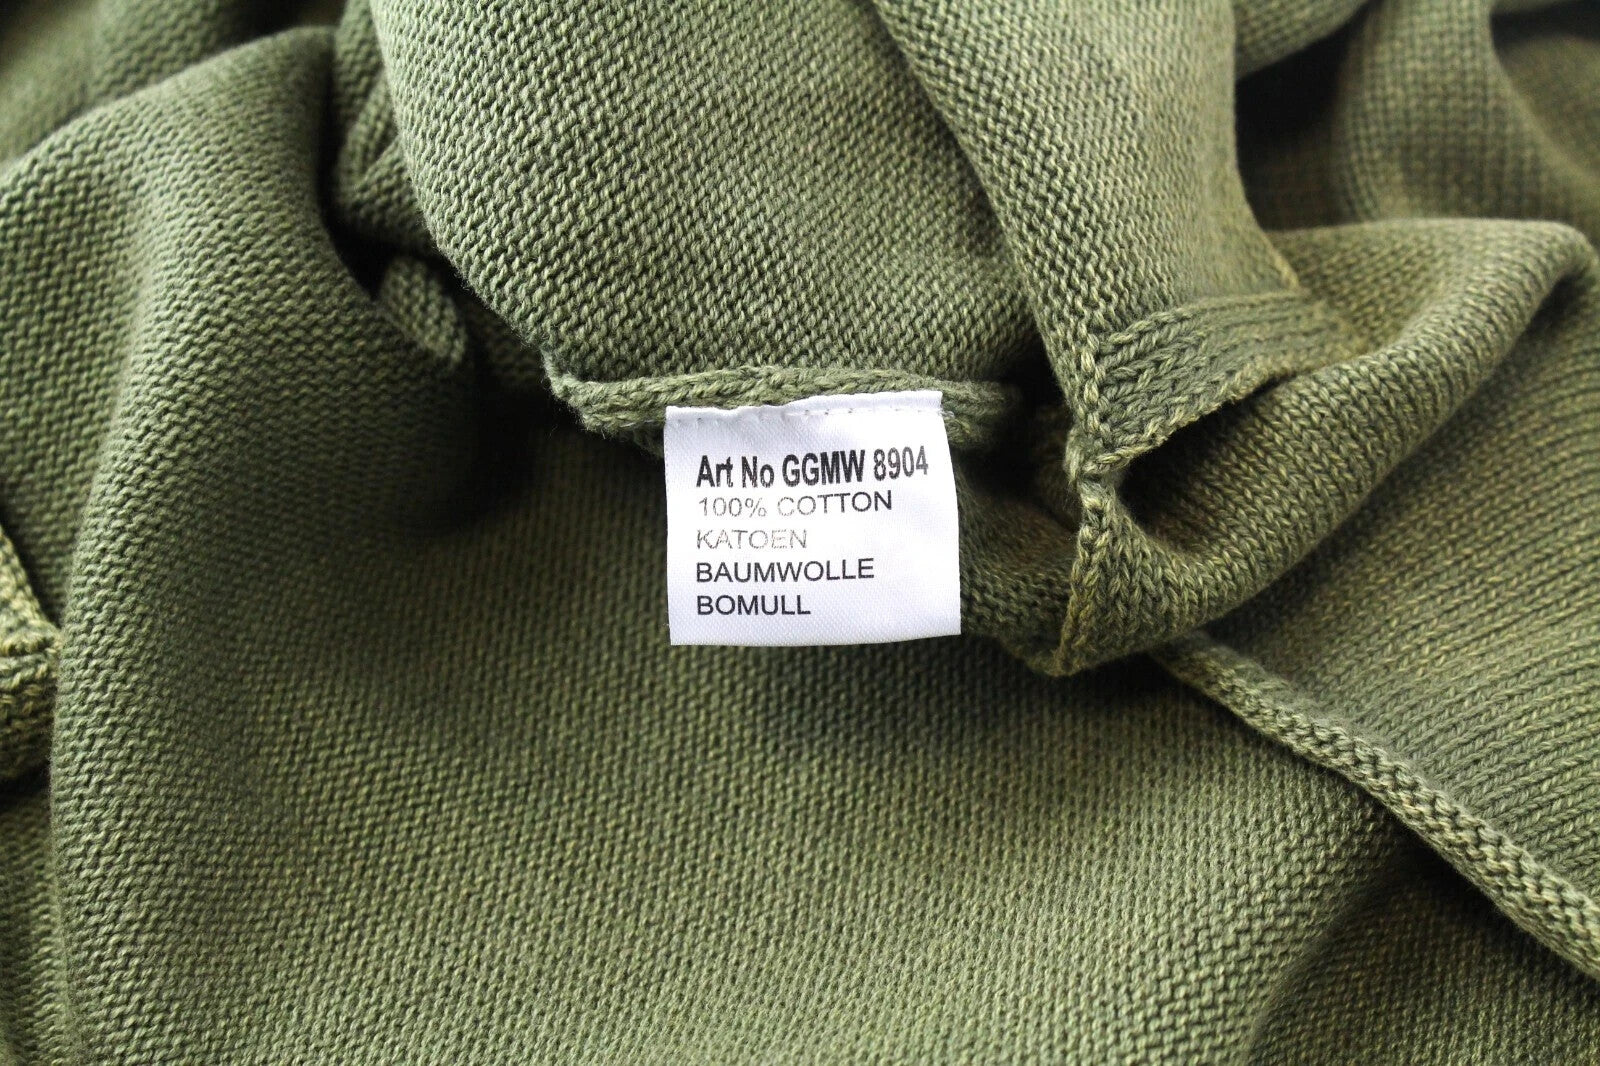 Art No GGMW 8904
100% COTTON
KATOEN
BAUMWOLLE
BOMULL